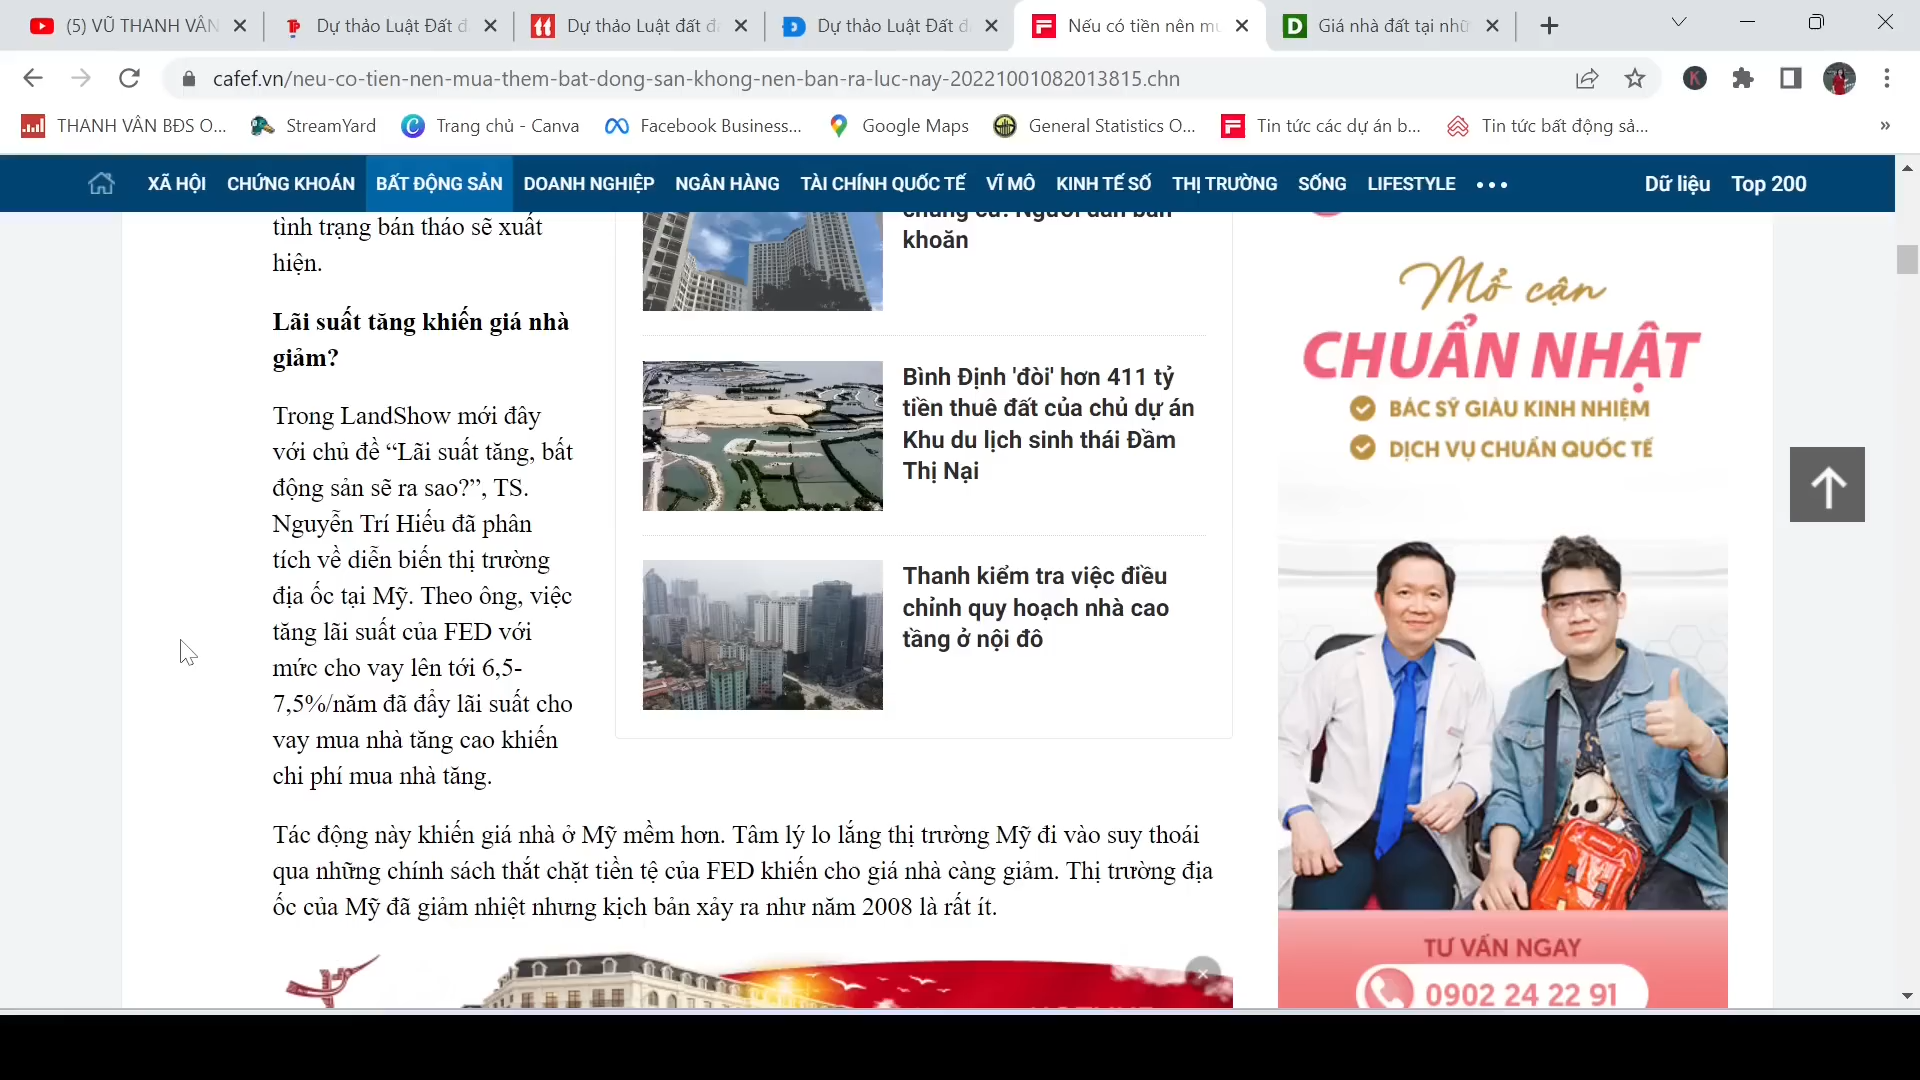 (5) VŨ THANH VÂN
Dự thảo Luật Đất đ
Dự thảo Luật đất đ
Dự thảo Luật Đất đ
Nếu có tiền nên m
Giá nhà đất tại nhữ
cafef.vn/neu-co-tien-nen-mua-them-bat-dong-san-khong-nen-ban-ra-luc-nay-20221001082013815.chn
THANH VÂN BĐS O...
StreamYard
Trang chủ - Canva
Facebook Business...
Google Maps
General Statistics O...
Tin tức các dự án b...
Tin tức bất động sả...
XÃ HỘI
CHỨNG KHOÁN
BẤT ĐỘNG SẢN
DOANH NGHIỆP
NGÂN HÀNG
TÀI CHÍNH QUỐC TẾ
VĨ MÔ
KINH TẾ SỐ
THỊ TRƯỜNG
SỐNG
LIFESTYLE
Dữ liệu
Top 200
tình trạng bán tháo sẽ xuất
hiện.
Lãi suất tăng khiến giá nhà
giảm?
Trong LandShow mới đây
với chủ đề “Lãi suất tăng, bất
động sản sẽ ra sao?”, TS.
Nguyễn Trí Hiếu đã phân
tích về diễn biến thị trường
địa ốc tại Mỹ. Theo ông, việc
tăng lãi suất của FED với
mức cho vay lên tới 6,5-
7,5%/năm đã đẩy lãi suất cho
vay mua nhà tăng cao khiến
chi phí mua nhà tăng.
Tác động này khiến giá nhà ở Mỹ mềm hơn. Tâm lý lo lắng thị trường Mỹ đi vào suy thoái
qua những chính sách thắt chặt tiền tệ của FED khiến cho giá nhà càng giảm. Thị trường địa
ốc của Mỹ đã giảm nhiệt nhưng kịch bản xảy ra như năm 2008 là rất ít.
chung cư: Người dân băn
khoăn
Bình Định 'đòi' hơn 411 tỷ
tiền thuê đất của chủ dự án
Khu du lịch sinh thái Đầm
Thị Nại
Thanh kiểm tra việc điều
chỉnh quy hoạch nhà cao
tầng ở nội đô
Mổ cận
CHUẨN NHẬT
BÁC SỸ GIÀU KINH NGHIỆM
DỊCH VỤ CHUẨN QUỐC TẾ
TƯ VẤN NGAY
0902 24 22 91